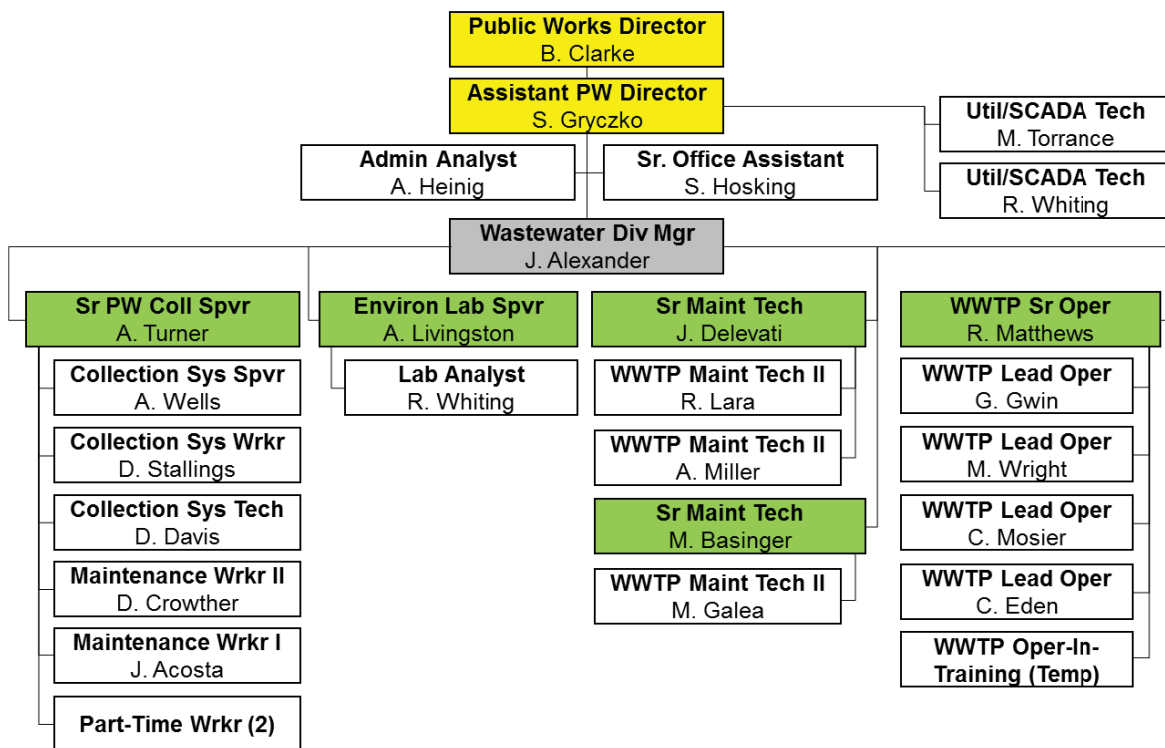 Public Works Director
B. Clarke
Assistant PW Director
S. Gryczko
Util/SCADA Tech
M. Torrance
Util/SCADA Tech
R. Whiting
Admin Analyst
A. Heinig
Sr. Office Assistant
S. Hosking
Wastewater Div Mgr
J. Alexander
Sr PW Coll Spvr
A. Turner
Collection Sys Spvr
A. Wells
Collection Sys Wrkr
D. Stallings
Collection Sys Tech
D. Davis
Maintenance Wrkr II
D. Crowther
Maintenance Wrkr I
J. Acosta
Part-Time Wrkr (2)
Environ Lab Spvr
A. Livingston
Lab Analyst
R. Whiting
Sr Maint Tech
J. Delevati
WWTP Maint Tech II
R. Lara
WWTP Maint Tech II
A. Miller
Sr Maint Tech
M. Basinger
WWTP Maint Tech II
M. Galea
WWTP Sr Oper
R. Matthews
WWTP Lead Oper
G. Gwin
WWTP Lead Oper
M. Wright
WWTP Lead Oper
C. Mosier
WWTP Lead Oper
C. Eden
WWTP Oper-In-
Training (Temp)